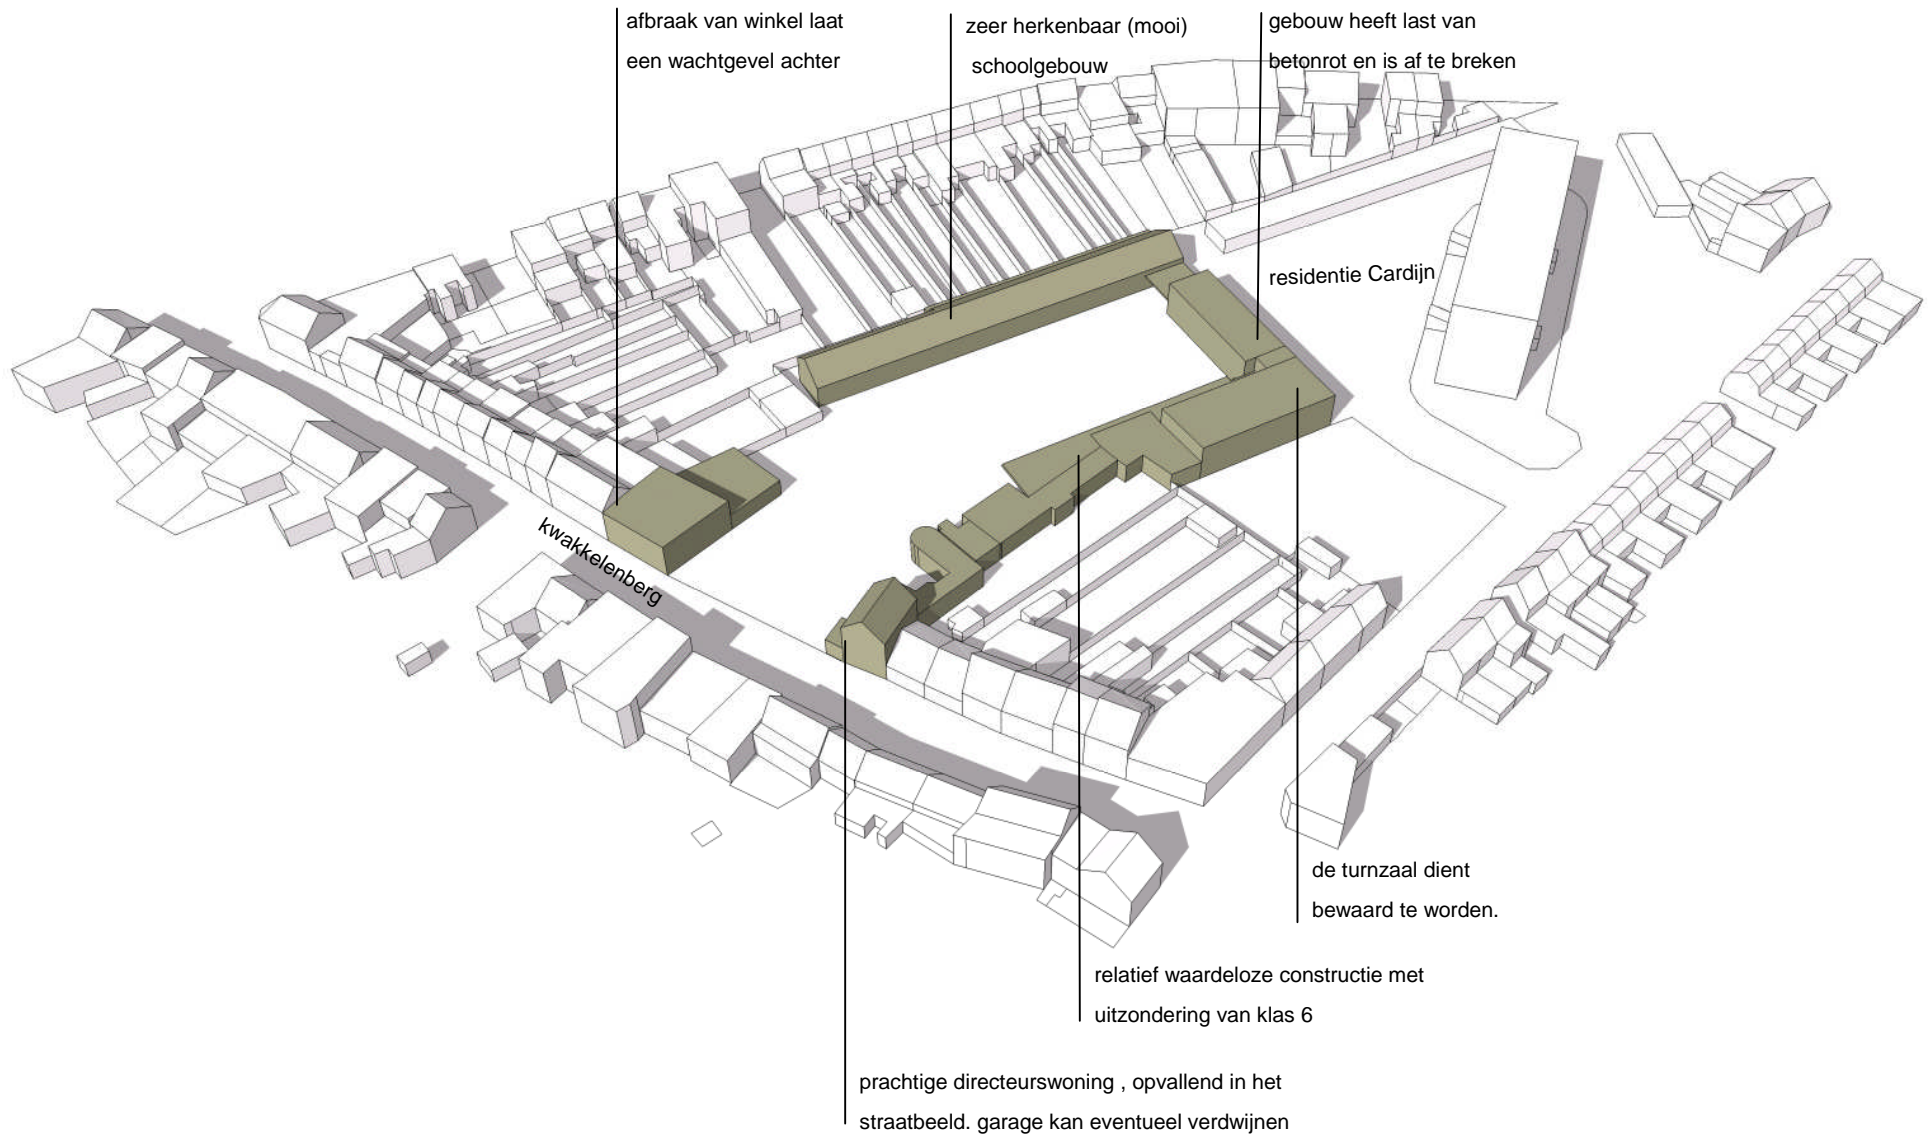 afbraak van winkel laat
een wachtgevel achter
zeer herkenbaar (mooi)
schoolgebouw
gebouw heeft last van
betonrot en is af te breken
residentie Cardijn
kwakkelenberg
de turnzaal dient
bewaard te worden.
relatief waardeloze constructie met
uitzondering van klas 6
prachtige directeurswoning , opvallend in het
straatbeeld. garage kan eventueel verdwijnen